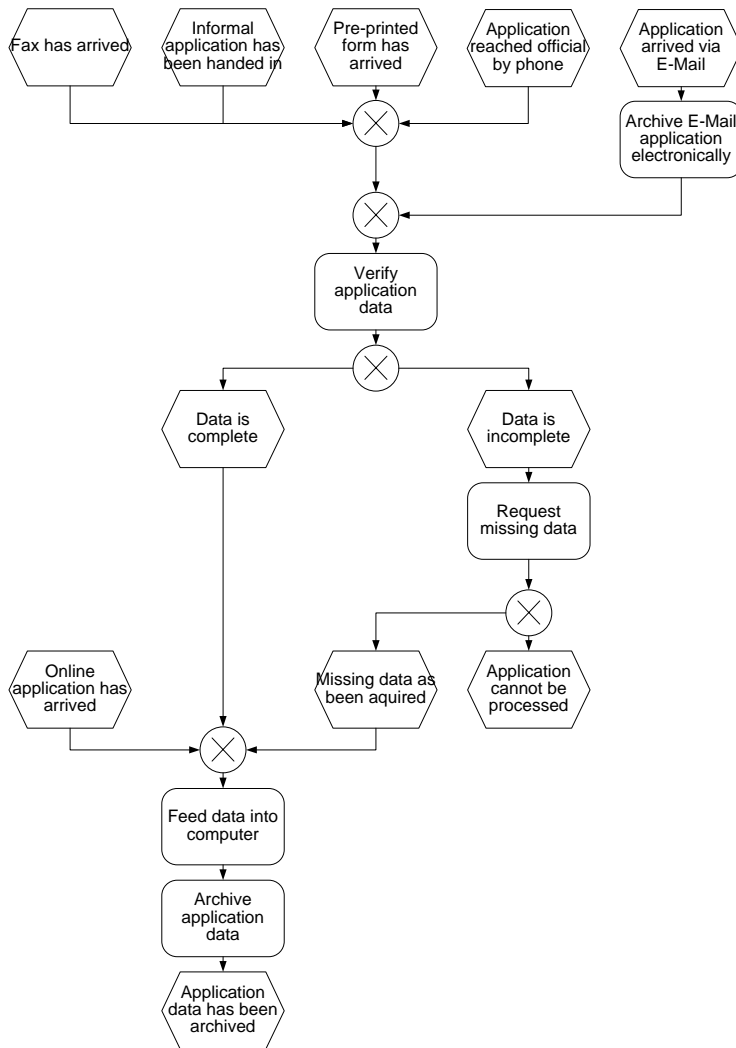 Fax has arrived
Informal
application has
been handed in
Pre-printed
form has
arrived
Application
reached official
by phone
Application
arrived via
E-Mail
Archive E-Mail
application
electronically
Verify
application
data
Data is
complete
Data is
incomplete
Request
missing data
Online
application has
arrived
Missing data as
been aquired
Application
cannot be
processed
Feed data into
computer
Archive
application
data
Application
data has been
archived